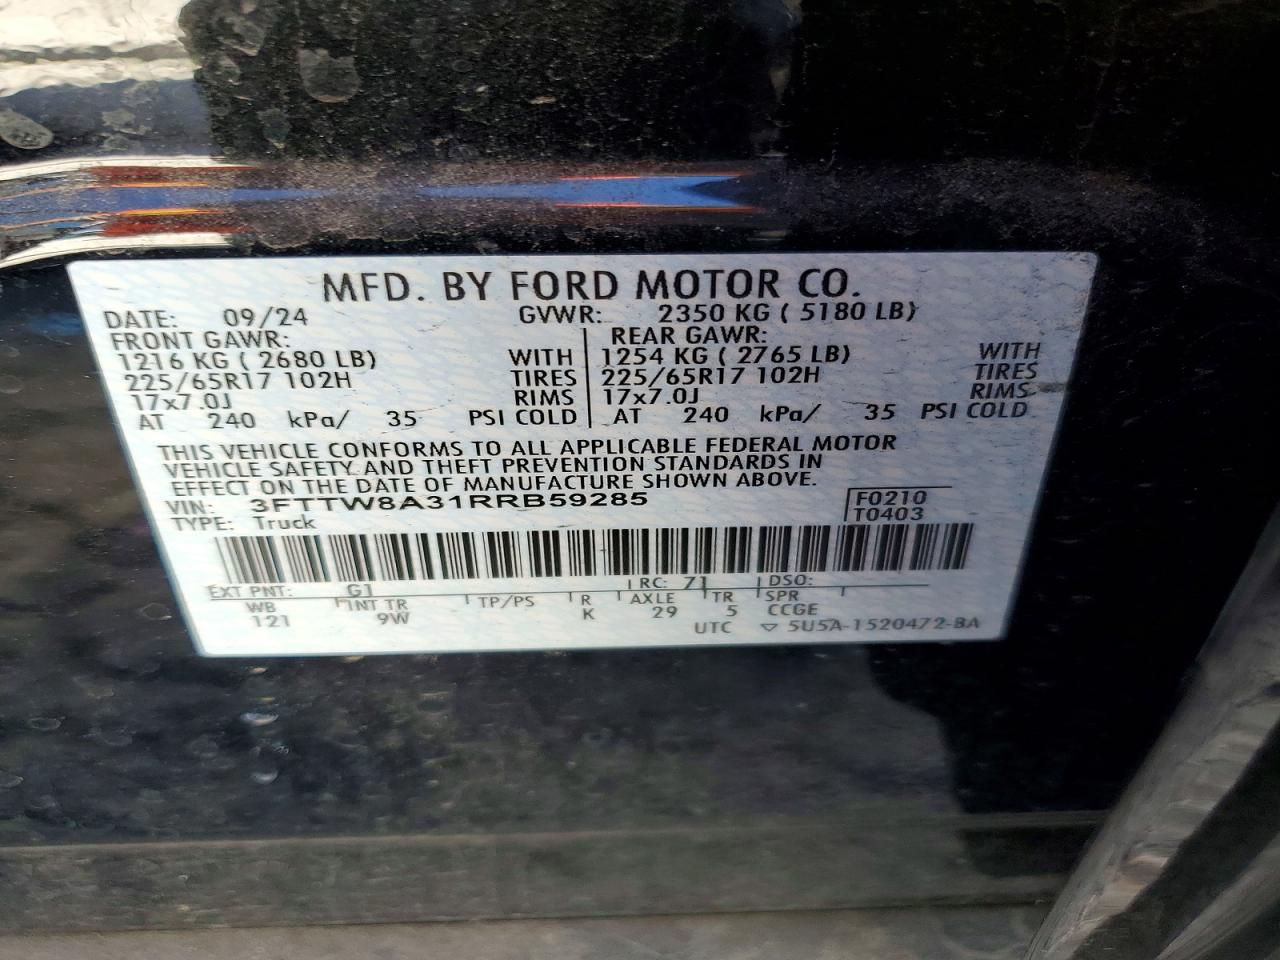 MFD. BY FORD MOTOR CO.
DATE: 09/24 GVWR: 2350 KG ( 5180 LB)
FRONT GAWR: REAR GAWR:
1216 KG ( 2680 LB) WITH 1254 KG ( 2765 LB) WITH
225/65R17 102H TIRES 225/65R17 102H TIRES
17x7.0J RIMS 17x7.0J RIMS
AT 240 kPa/ 35 PSI COLD AT 240 kPa/ 35 PSI COLD
THIS VEHICLE CONFORMS TO ALL APPLICABLE FEDERAL MOTOR
VEHICLE SAFETY AND THEFT PREVENTION STANDARDS IN
EFFECT ON THE DATE OF MANUFACTURE SHOWN ABOVE.
VIN: 3FTTW8A31RRB59285 F0210
TYPE: Truck T0403
EXT PNT: G1 RC: 71 DSO:
WB INT TR TP/PS R AXLE TR SPR
121 9W K 29 5 CCGE
UTC ▽ 5U5A-1520472-BA